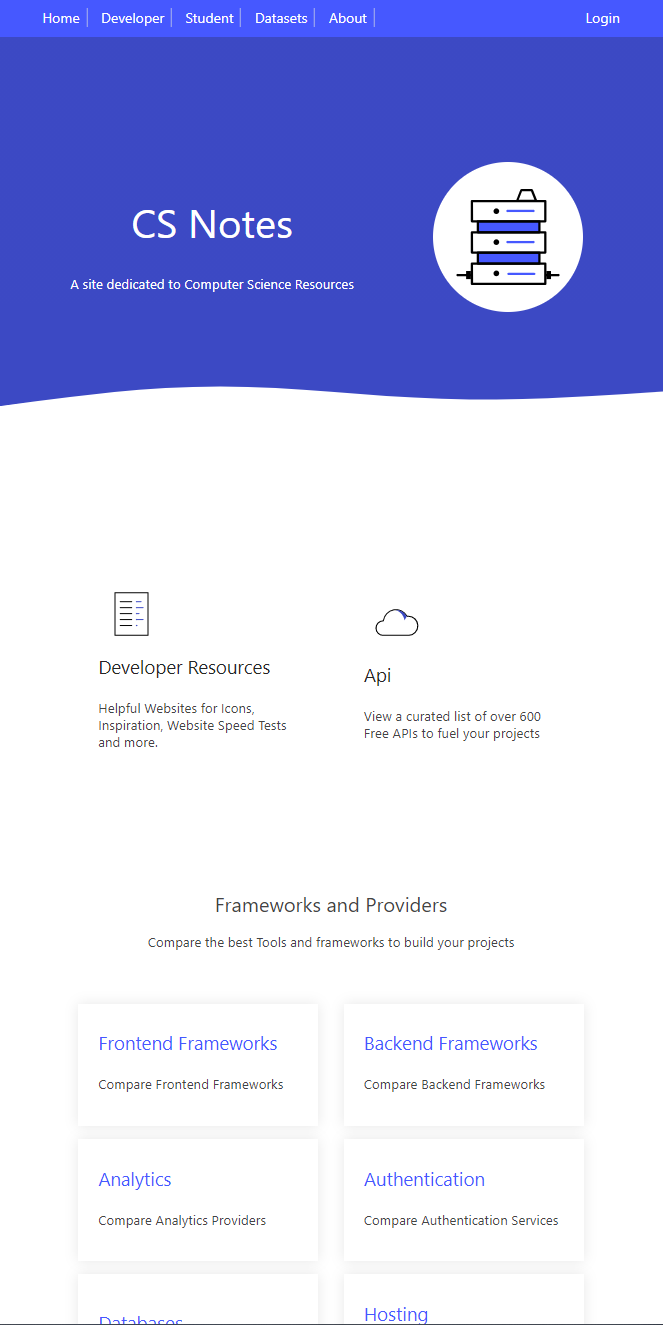 Home Developer Student Datasets About Login
CS Notes
A site dedicated to Computer Science Resources
Developer Resources
Helpful Websites for Icons,
Inspiration, Website Speed Tests
and more.
Api
View a curated list of over 600
Free APIs to fuel your projects
Frameworks and Providers
Compare the best Tools and frameworks to build your projects
Frontend Frameworks
Compare Frontend Frameworks
Backend Frameworks
Compare Backend Frameworks
Analytics
Compare Analytics Providers
Authentication
Compare Authentication Services
Databases
Hosting